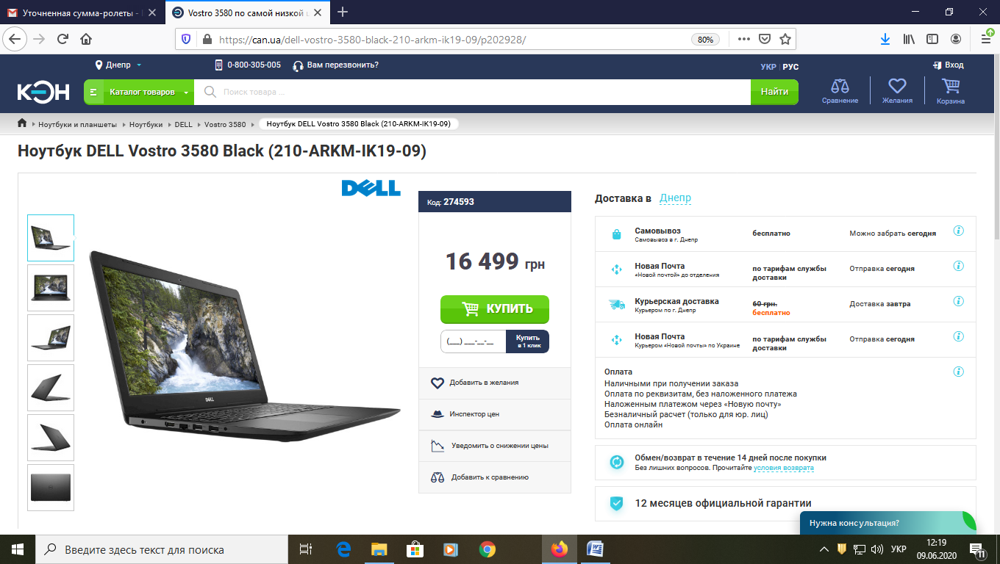 Уточненная сумма-ролеты -
Vostro 3580 по самой низкой
https://can.ua/dell-vostro-3580-black-210-arkm-ik19-09/p202928/
80%
Днепр
0-800-305-005
Вам перезвонить?
УКР | РУС
Вход
КЭН
Каталог товаров
Поиск товара ...
Найти
Сравнение
Желания
Корзина
Ноутбуки и планшеты
Ноутбуки
DELL
Vostro 3580
Ноутбук DELL Vostro 3580 Black (210-ARKM-IK19-09)
Ноутбук DELL Vostro 3580 Black (210-ARKM-IK19-09)
DELL
DELL
Код: 274593
16 499 грн
КУПИТЬ
(___) ___-__-__
Купить
в 1 клик
Добавить в желания
Инспектор цен
Уведомить о снижении цены
Добавить к сравнению
Доставка в Днепр
Самовывоз
Самовывоз в г. Днепр
бесплатно
Можно забрать сегодня
Новая Почта
«Новой почтой» до отделения
по тарифам службы
доставки
Отправка сегодня
Курьерская доставка
Курьером по г. Днепр
60 грн.
бесплатно
Доставка завтра
Новая Почта
Курьером «Новой почты» по Украине
по тарифам службы
доставки
Отправка сегодня
Оплата
Наличными при получении заказа
Оплата по реквизитам, без наложенного платежа
Наложенным платежом через «Новую почту»
Безналичный расчет (только для юр. лиц)
Оплата онлайн
Обмен/возврат в течение 14 дней после покупки
Без лишних вопросов. Прочитайте условия возврата
12 месяцев официальной гарантии
Нужна консультация?
Введите здесь текст для поиска
УКР
12:19
09.06.2020
11